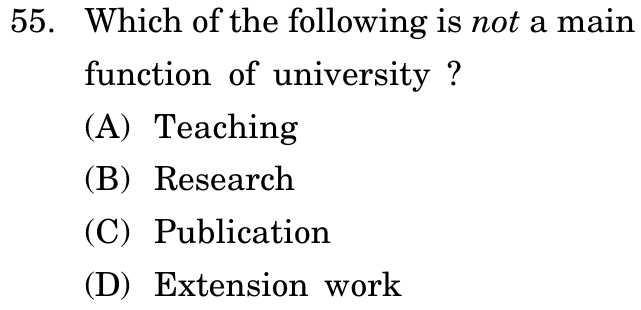 55. Which of the following is not a main
function of university ?
(A) Teaching
(B) Research
(C) Publication
(D) Extension work